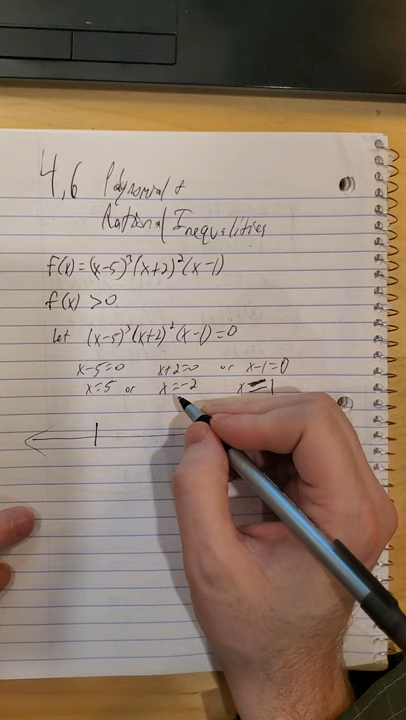 4.6 Polynomial &
Rational Inequalities
f(x) = (x-5)³(x+2)²(x-1)
f(x) > 0
Let (x-5)³(x+2)²(x-1) = 0
x-5=0 x+2=0 or x-1=0
x=5 or x=-2 x=1